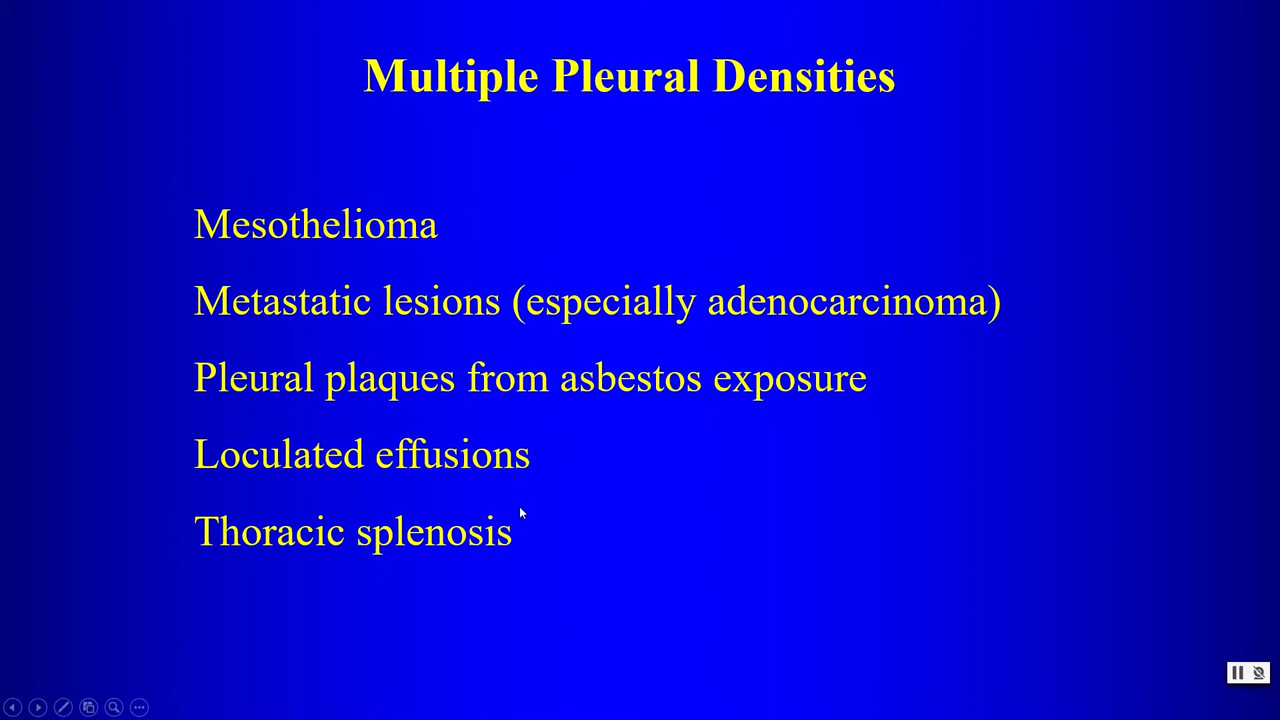 Multiple Pleural Densities
Mesothelioma
Metastatic lesions (especially adenocarcinoma)
Pleural plaques from asbestos exposure
Loculated effusions
Thoracic splenosis